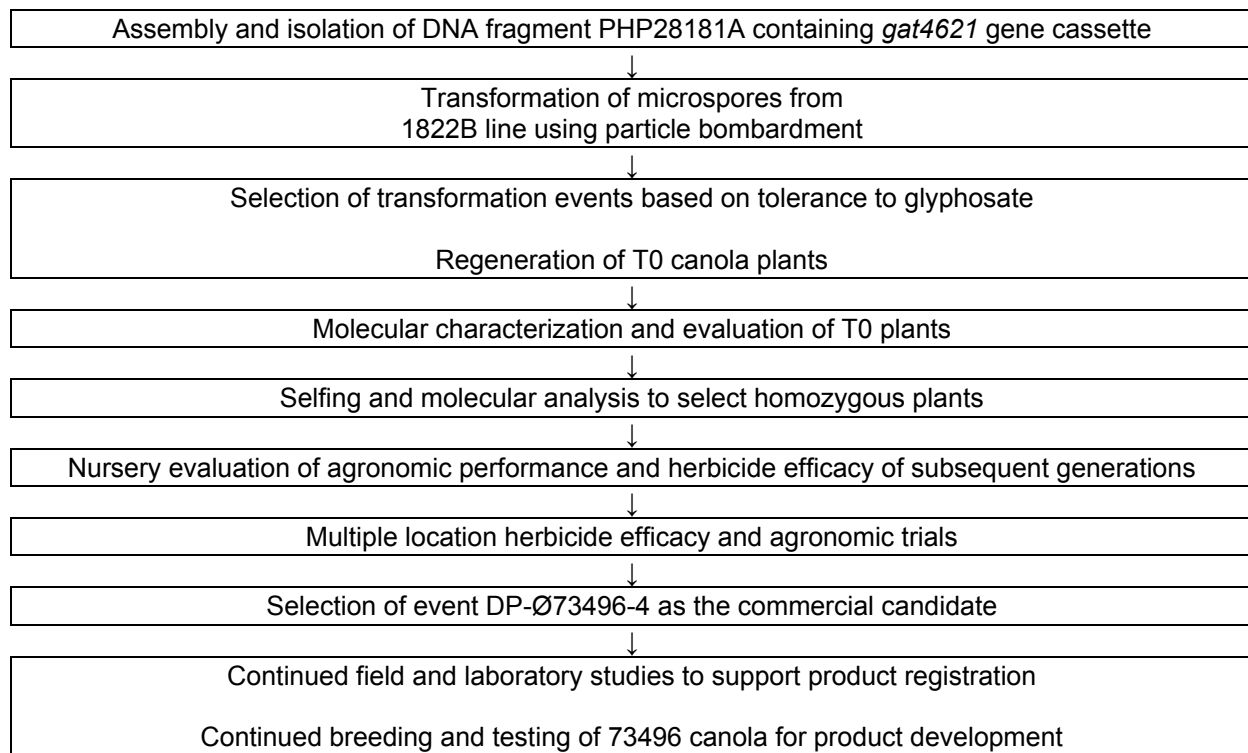 Assembly and isolation of DNA fragment PHP28181A containing gat4621 gene cassette
↓
Transformation of microspores from
1822B line using particle bombardment
↓
Selection of transformation events based on tolerance to glyphosate
Regeneration of T0 canola plants
↓
Molecular characterization and evaluation of T0 plants
↓
Selfing and molecular analysis to select homozygous plants
↓
Nursery evaluation of agronomic performance and herbicide efficacy of subsequent generations
↓
Multiple location herbicide efficacy and agronomic trials
↓
Selection of event DP-Ø73496-4 as the commercial candidate
↓
Continued field and laboratory studies to support product registration
Continued breeding and testing of 73496 canola for product development